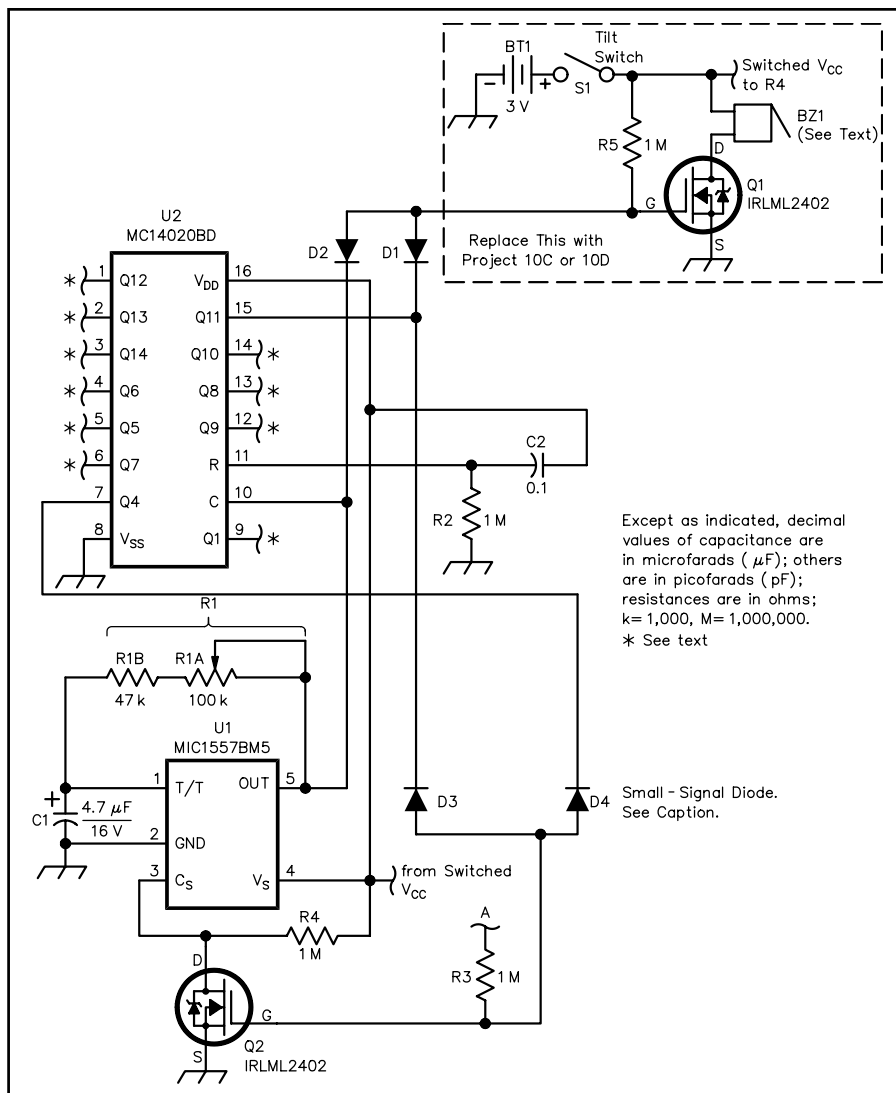 BT1
Tilt
Switch
- +
3 V
S1
Switched VCC
to R4
BZ1
(See Text)
R5 1 M
D
Q1
IRLML2402
G
S
Replace This with
Project 10C or 10D
U2
MC14020BD
D2 D1
* 1 Q12 VDD 16
* 2 Q13 Q11 15
* 3 Q14 Q10 14 *
* 4 Q6 Q8 13 *
* 5 Q5 Q9 12 *
* 6 Q7 R 11
7 Q4 C 10
8 VSS Q1 9 *
C2
0.1
R2 1 M
Except as indicated, decimal
values of capacitance are
in microfarads ( µF); others
are in picofarads ( pF);
resistances are in ohms;
k= 1,000, M= 1,000,000.
* See text
R1
R1B R1A
47 k 100 k
U1
MIC1557BM5
1 T/T OUT 5
+
C1 4.7 µF
16 V
2 GND
3 CS VS 4
D3 D4
Small - Signal Diode.
See Caption.
from Switched
VCC
R4
1 M
A
R3 1 M
D
G
S
Q2
IRLML2402